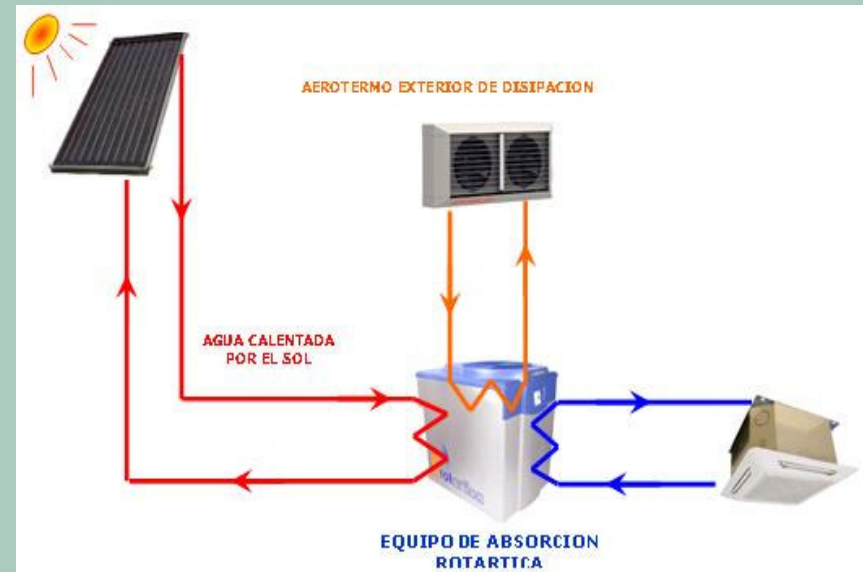 AEROTERMO EXTERIOR DE DISIPACION
AGUA CALENTADA
POR EL SOL
EQUIPO DE ABSORCION
ROTARTICA